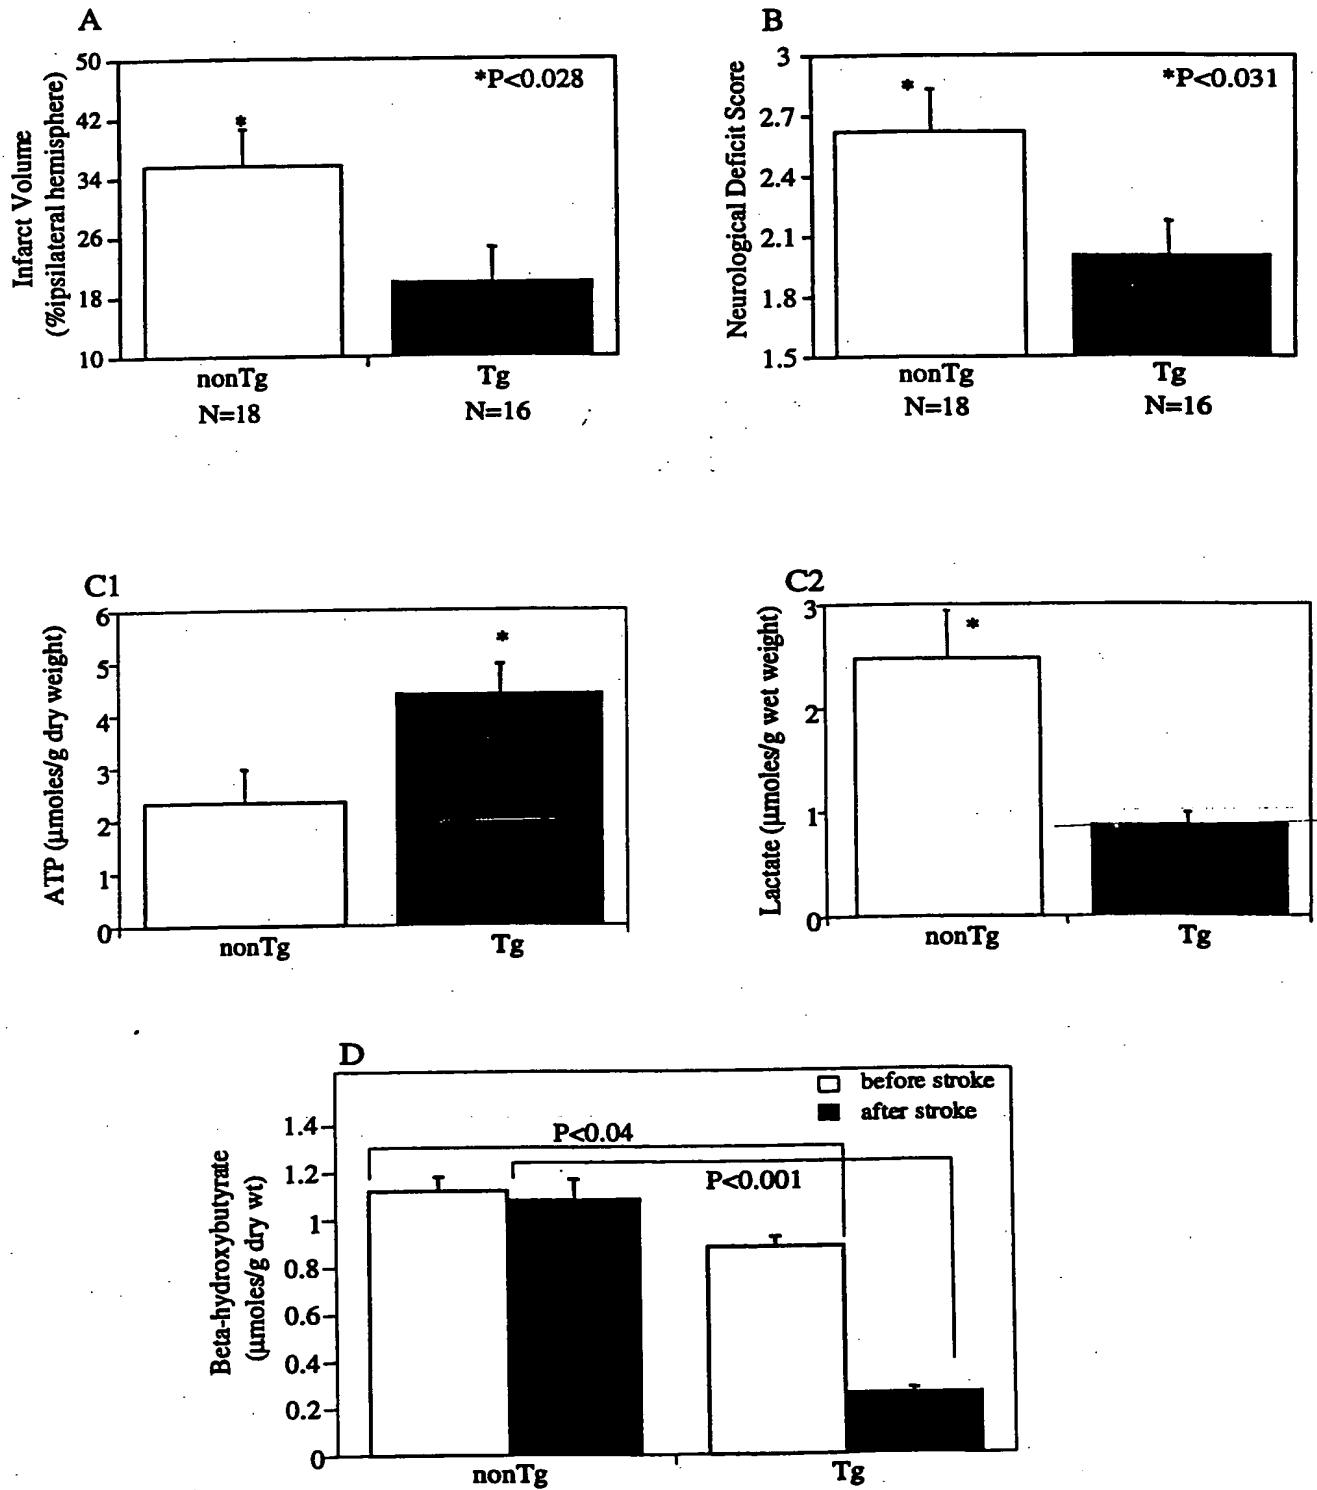 A
*P<0.028
*
50
42
34
26
18
10
Infarct Volume
(%ipsilateral hemisphere)
nonTg
Tg
N=18
N=16
B
*P<0.031
*
3
2.7
2.4
2.1
1.8
1.5
Neurological Deficit Score
nonTg
Tg
N=18
N=16
C1
*
6
5
4
3
2
1
0
ATP (µmoles/g dry weight)
nonTg
Tg
C2
*
3
2
1
0
Lactate (µmoles/g wet weight)
nonTg
Tg
D
before stroke
after stroke
P<0.04
P<0.001
1.4
1.2
1
0.8
0.6
0.4
0.2
0
Beta-hydroxybutyrate
(µmoles/g dry wt)
nonTg
Tg